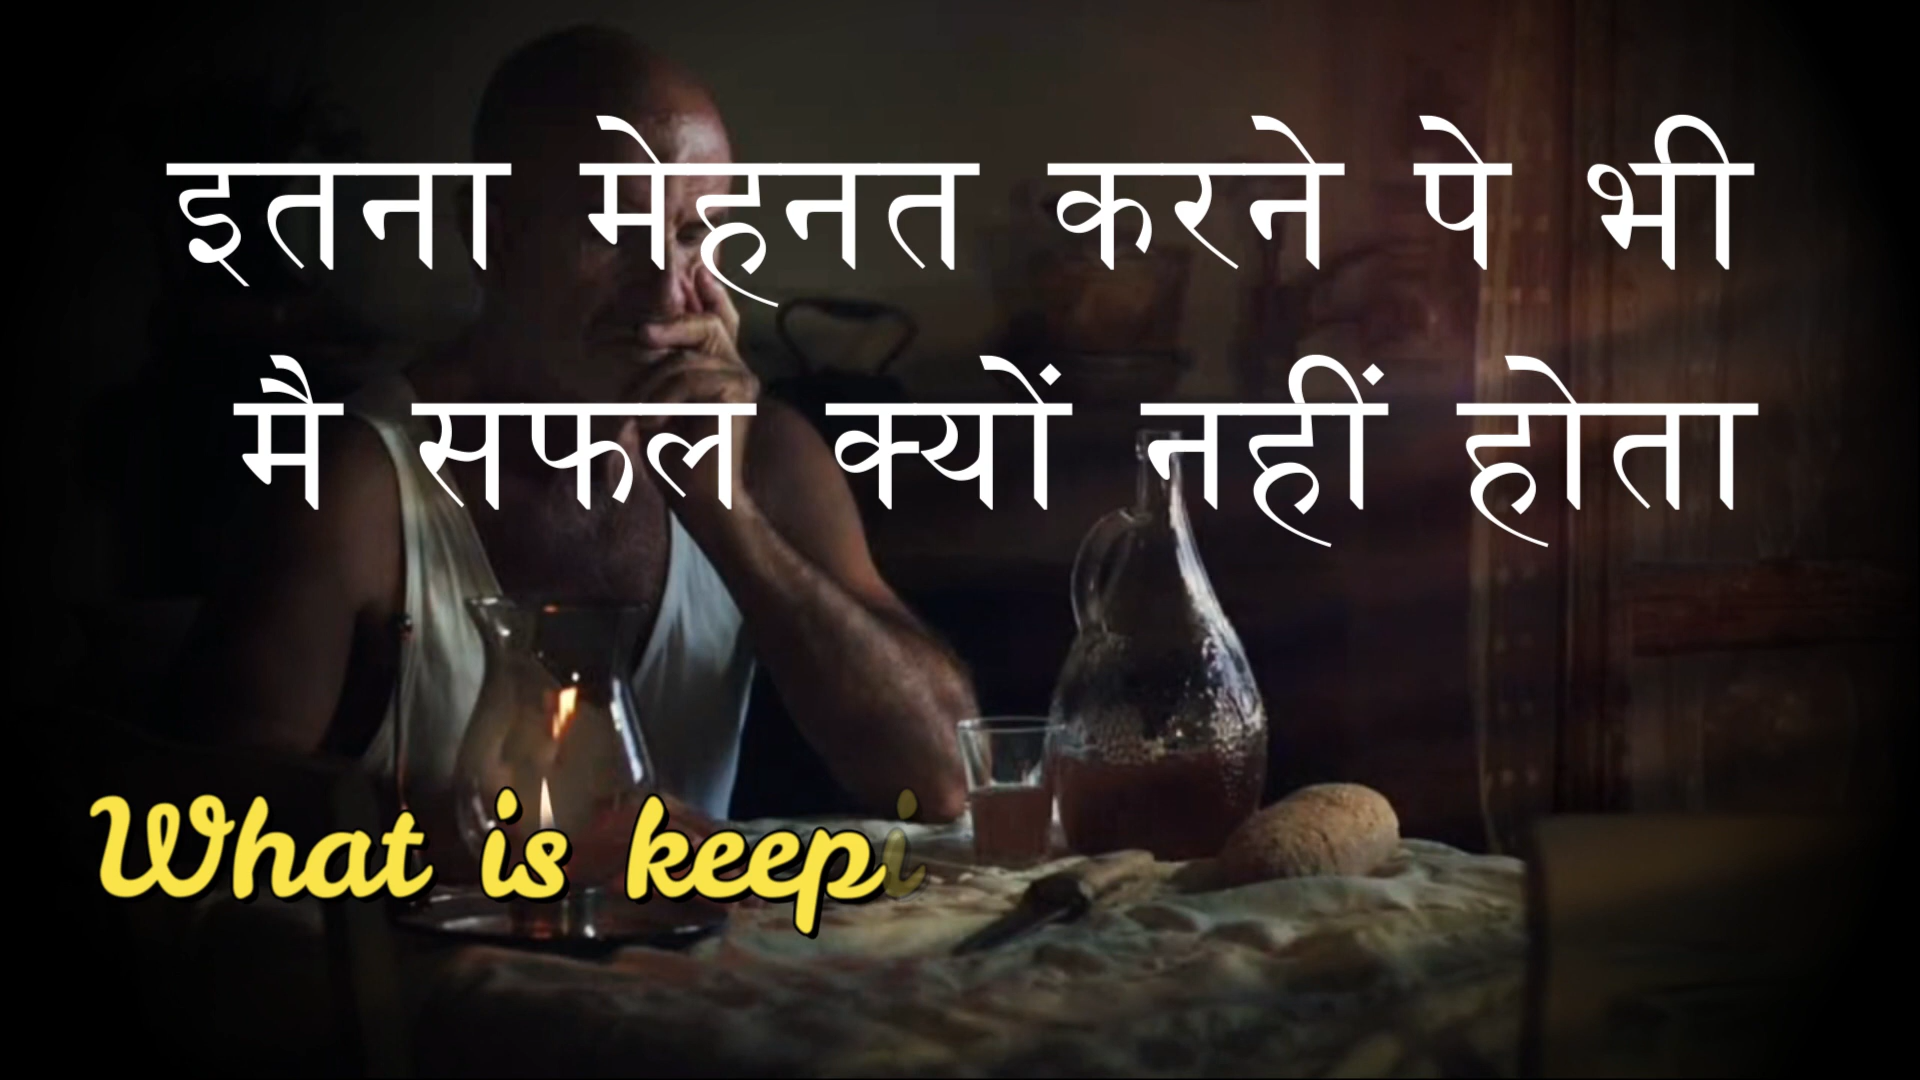 इतना मेहनत करने पे भी
मै सफल क्यों नहीं होता
What is keepi